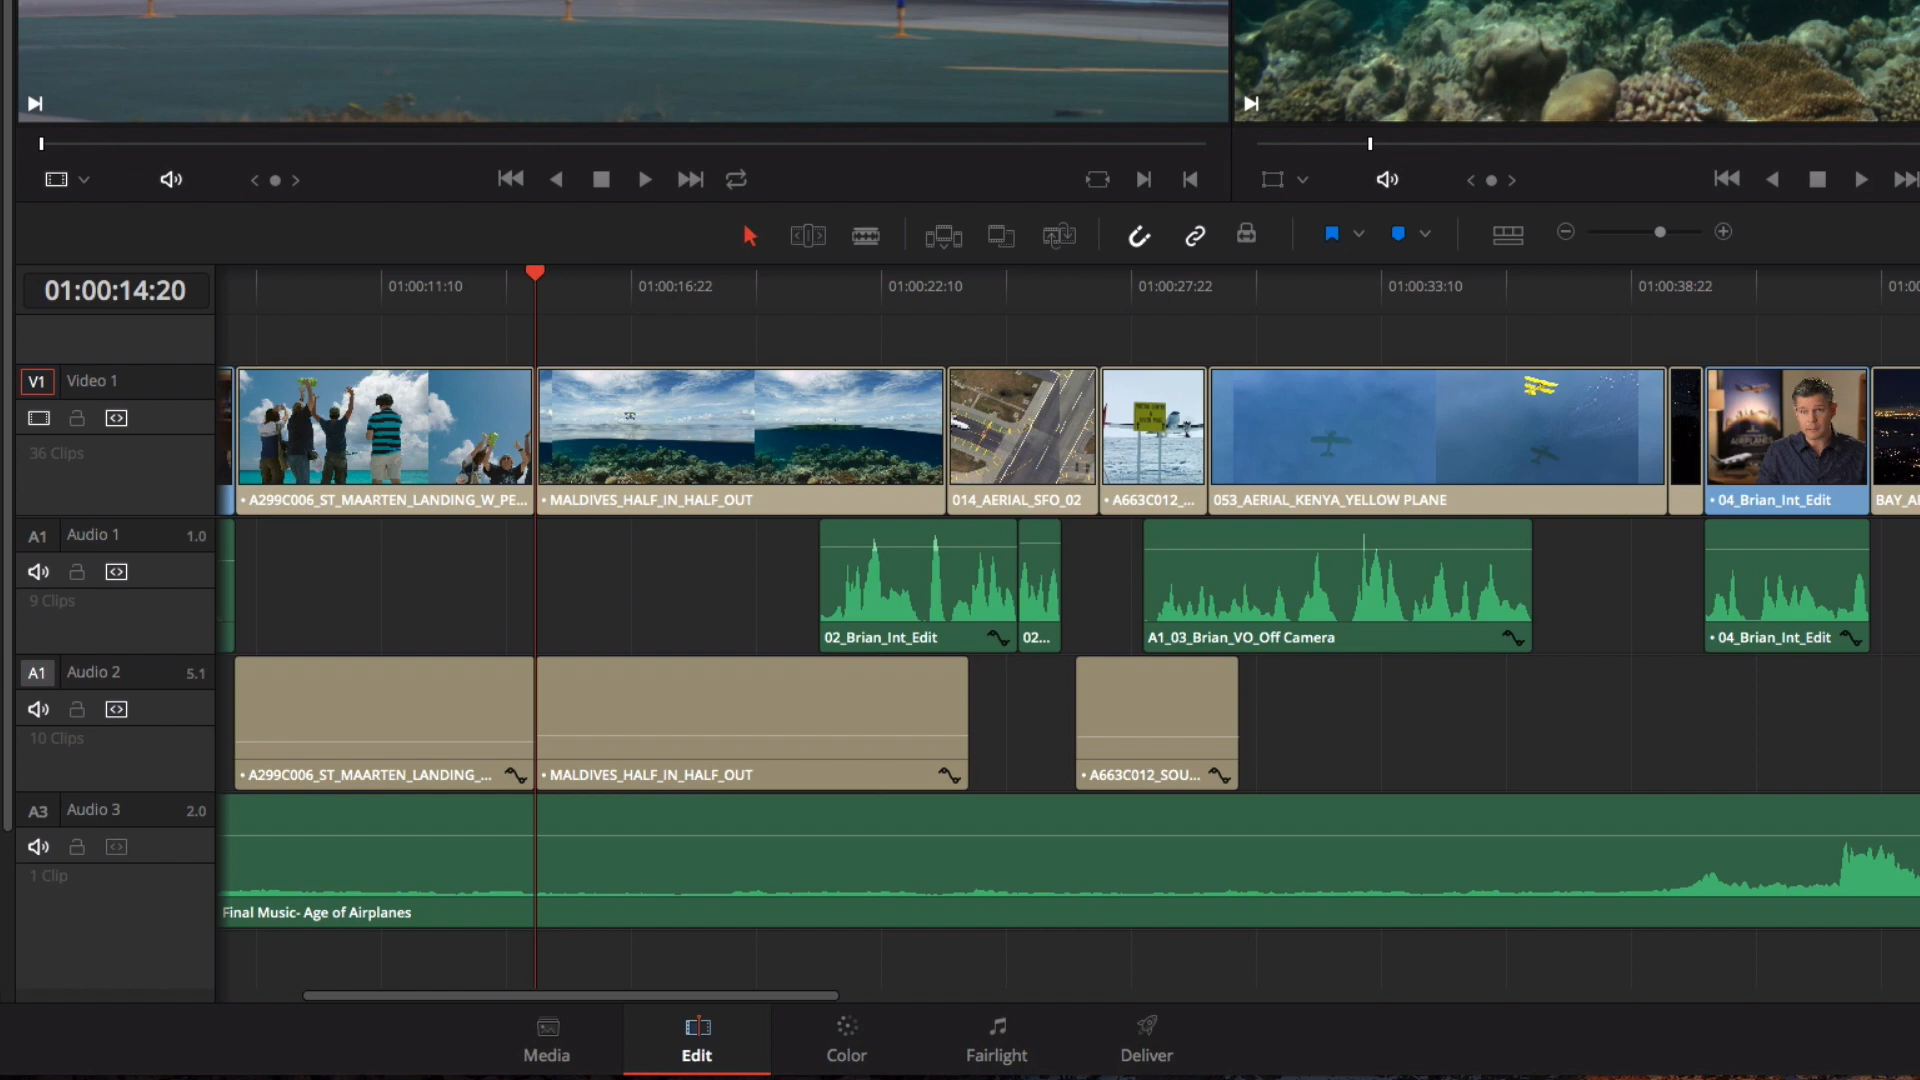 01:00:14:20
01:00:11:10
01:00:16:22
01:00:22:10
01:00:27:22
01:00:33:10
01:00:38:22
01:00
V1 Video 1
36 Clips
• A299C006_ST_MAARTEN_LANDING_W_PE...
• MALDIVES_HALF_IN_HALF_OUT
014_AERIAL_SFO_02
• A663C012_...
053_AERIAL_KENYA_YELLOW PLANE
AIRPLANES
• 04_Brian_Int_Edit
BAY_A
A1 Audio 1 1.0
9 Clips
02_Brian_Int_Edit
02...
A1_03_Brian_VO_Off Camera
• 04_Brian_Int_Edit
A1 Audio 2 5.1
10 Clips
• A299C006_ST_MAARTEN_LANDING_...
• MALDIVES_HALF_IN_HALF_OUT
• A663C012_SOU...
A3 Audio 3 2.0
1 Clip
Final Music- Age of Airplanes
Media
Edit
Color
Fairlight
Deliver